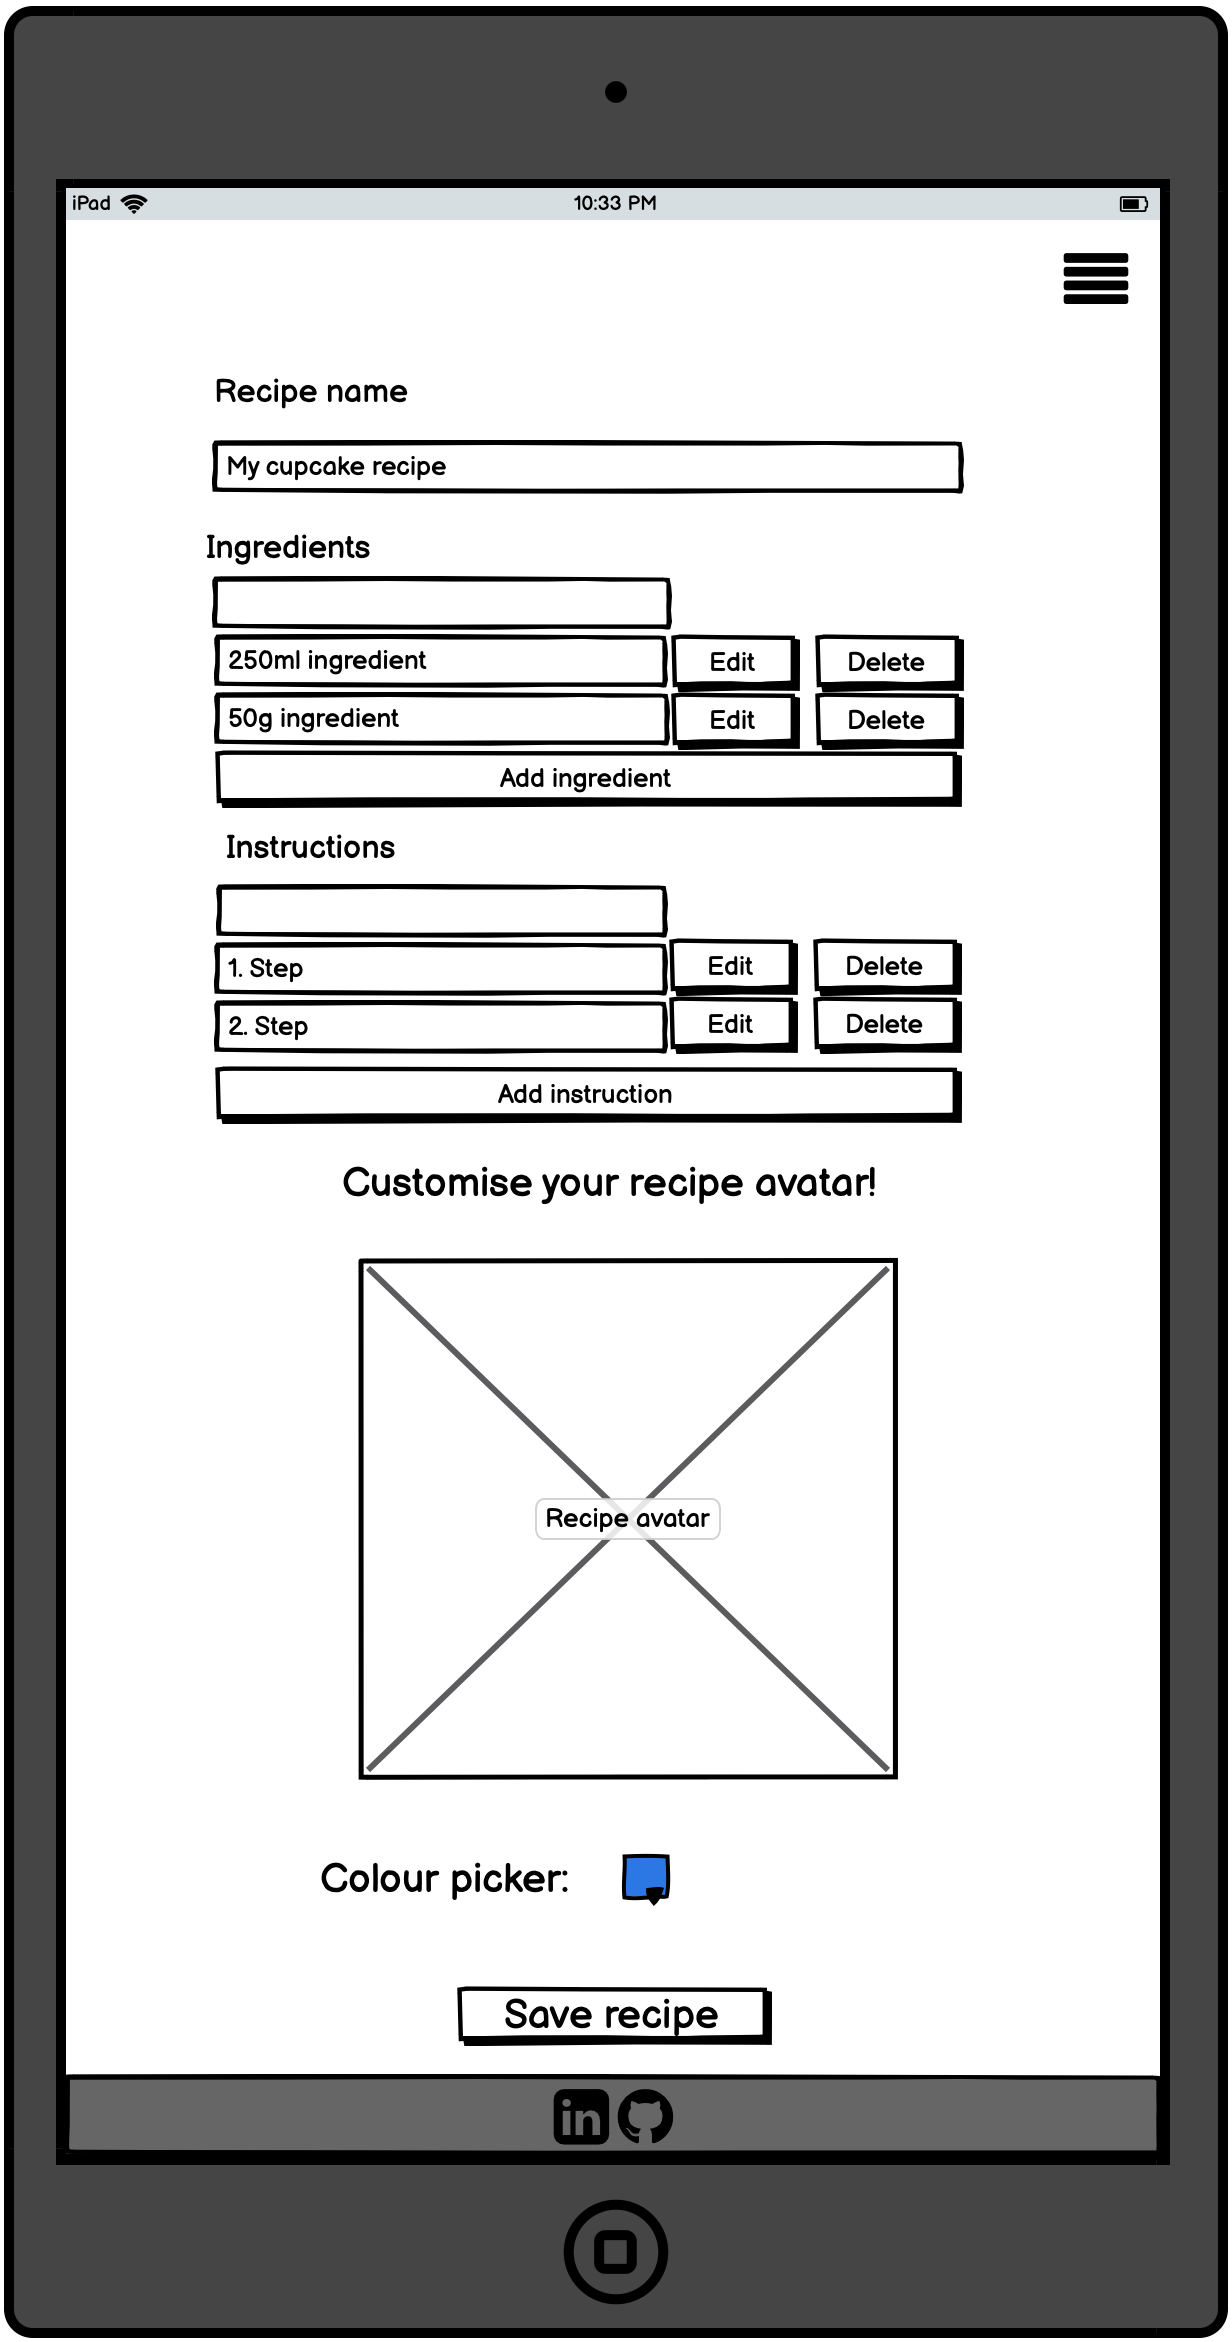 iPad 10:33 PM
Recipe name
My cupcake recipe
Ingredients
250ml ingredient Edit Delete
50g ingredient Edit Delete
Add ingredient
Instructions
1. Step Edit Delete
2. Step Edit Delete
Add instruction
Customise your recipe avatar!
Recipe avatar
Colour picker:
Save recipe
in